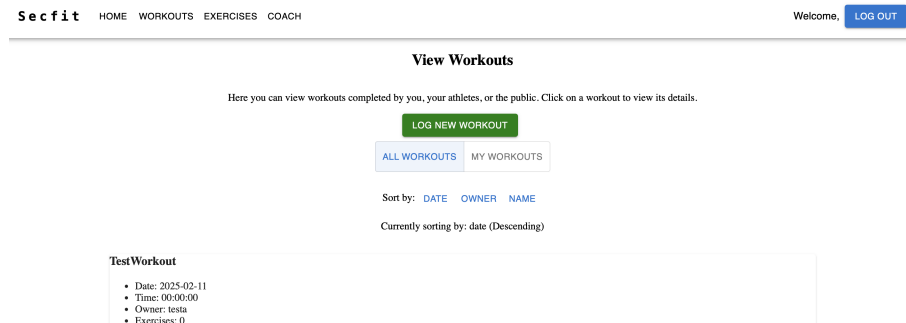 Secfit HOME WORKOUTS EXERCISES COACH Welcome, LOG OUT
View Workouts
Here you can view workouts completed by you, your athletes, or the public. Click on a workout to view its details.
LOG NEW WORKOUT
ALL WORKOUTS MY WORKOUTS
Sort by: DATE OWNER NAME
Currently sorting by: date (Descending)
TestWorkout
Date: 2025-02-11
Time: 00:00:00
Owner: testa
Exercises: 0